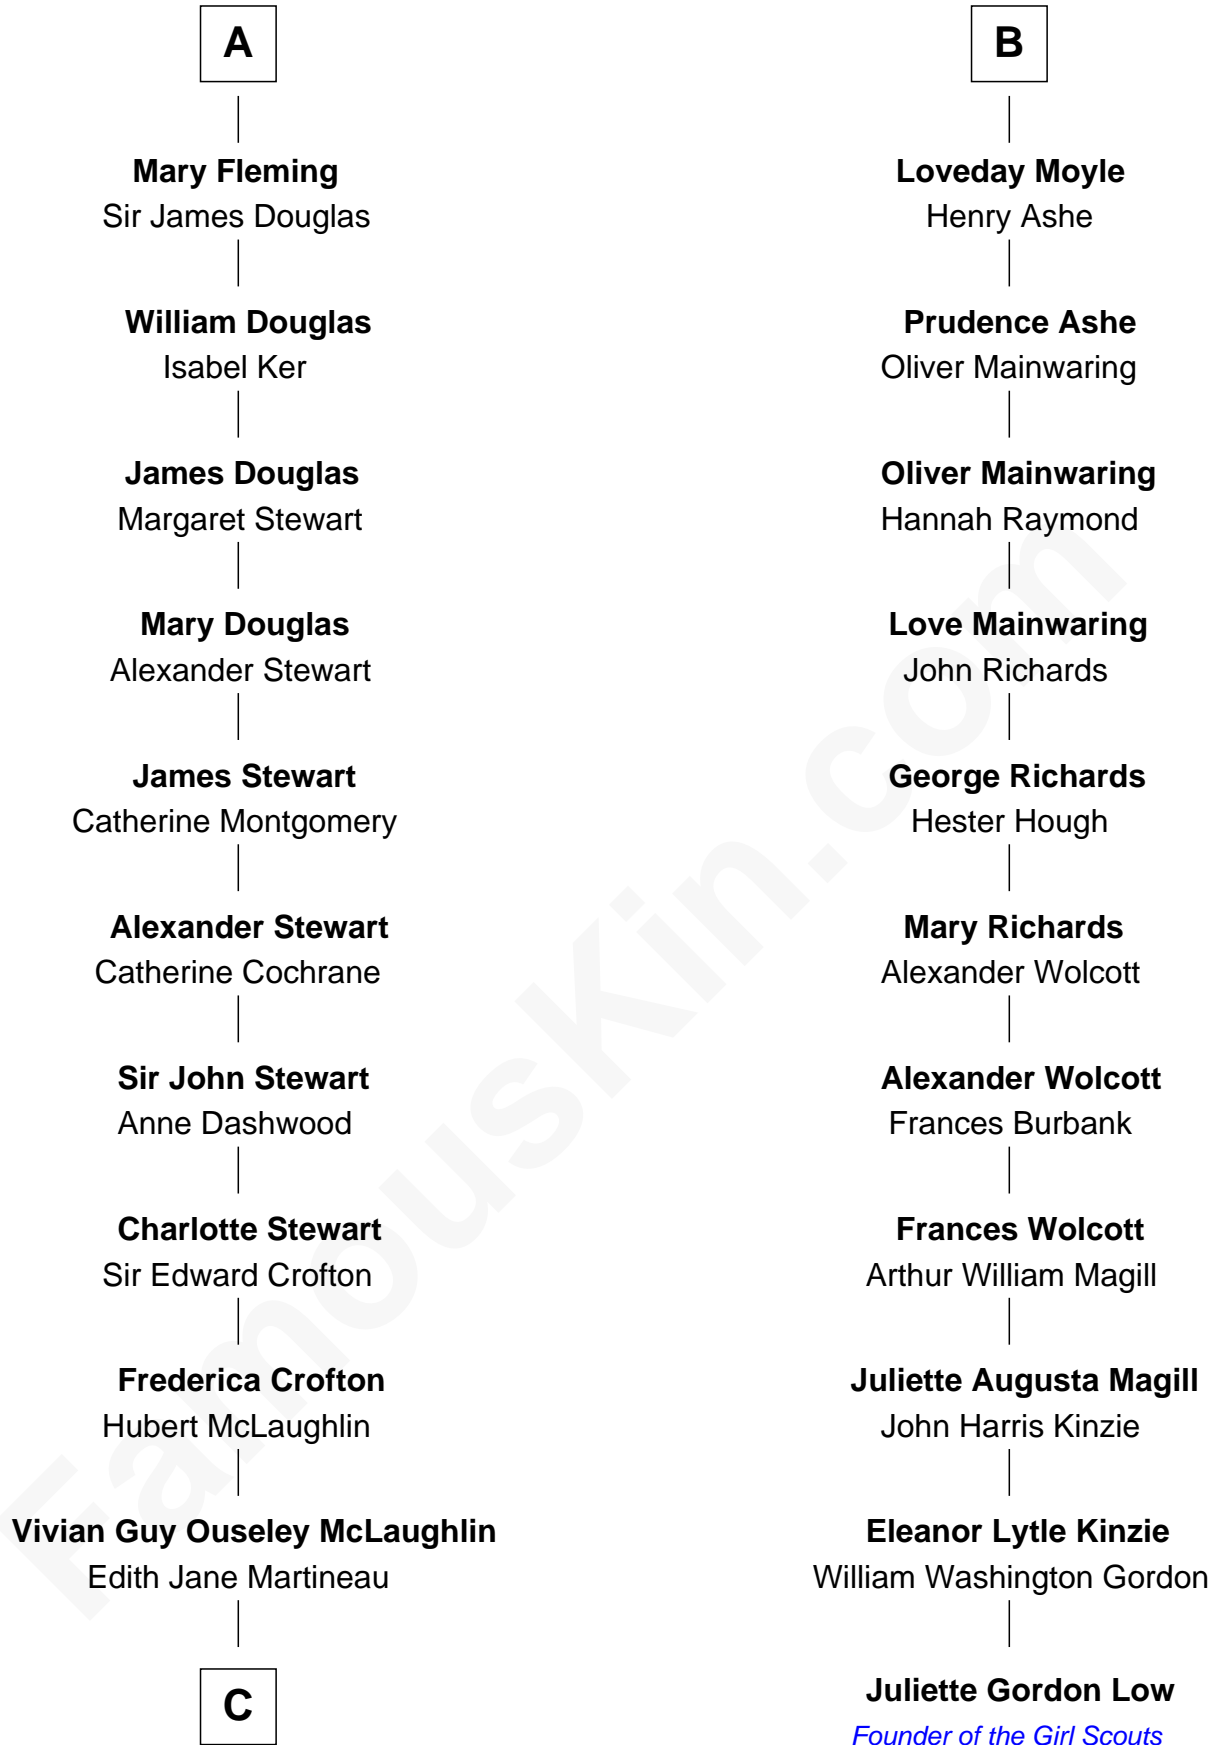 A
Mary Fleming
Sir James Douglas
William Douglas
Isabel Ker
James Douglas
Margaret Stewart
Mary Douglas
Alexander Stewart
James Stewart
Catherine Montgomery
Alexander Stewart
Catherine Cochrane
Sir John Stewart
Anne Dashwood
Charlotte Stewart
Sir Edward Crofton
Frederica Crofton
Hubert McLaughlin
Vivian Guy Ouseley McLaughlin
Edith Jane Martineau
C
B
Loveday Moyle
Henry Ashe
Prudence Ashe
Oliver Mainwaring
Oliver Mainwaring
Hannah Raymond
Love Mainwaring
John Richards
George Richards
Hester Hough
Mary Richards
Alexander Wolcott
Alexander Wolcott
Frances Burbank
Frances Wolcott
Arthur William Magill
Juliette Augusta Magill
John Harris Kinzie
Eleanor Lytle Kinzie
William Washington Gordon
Juliette Gordon Low
Founder of the Girl Scouts
FamousKin.com